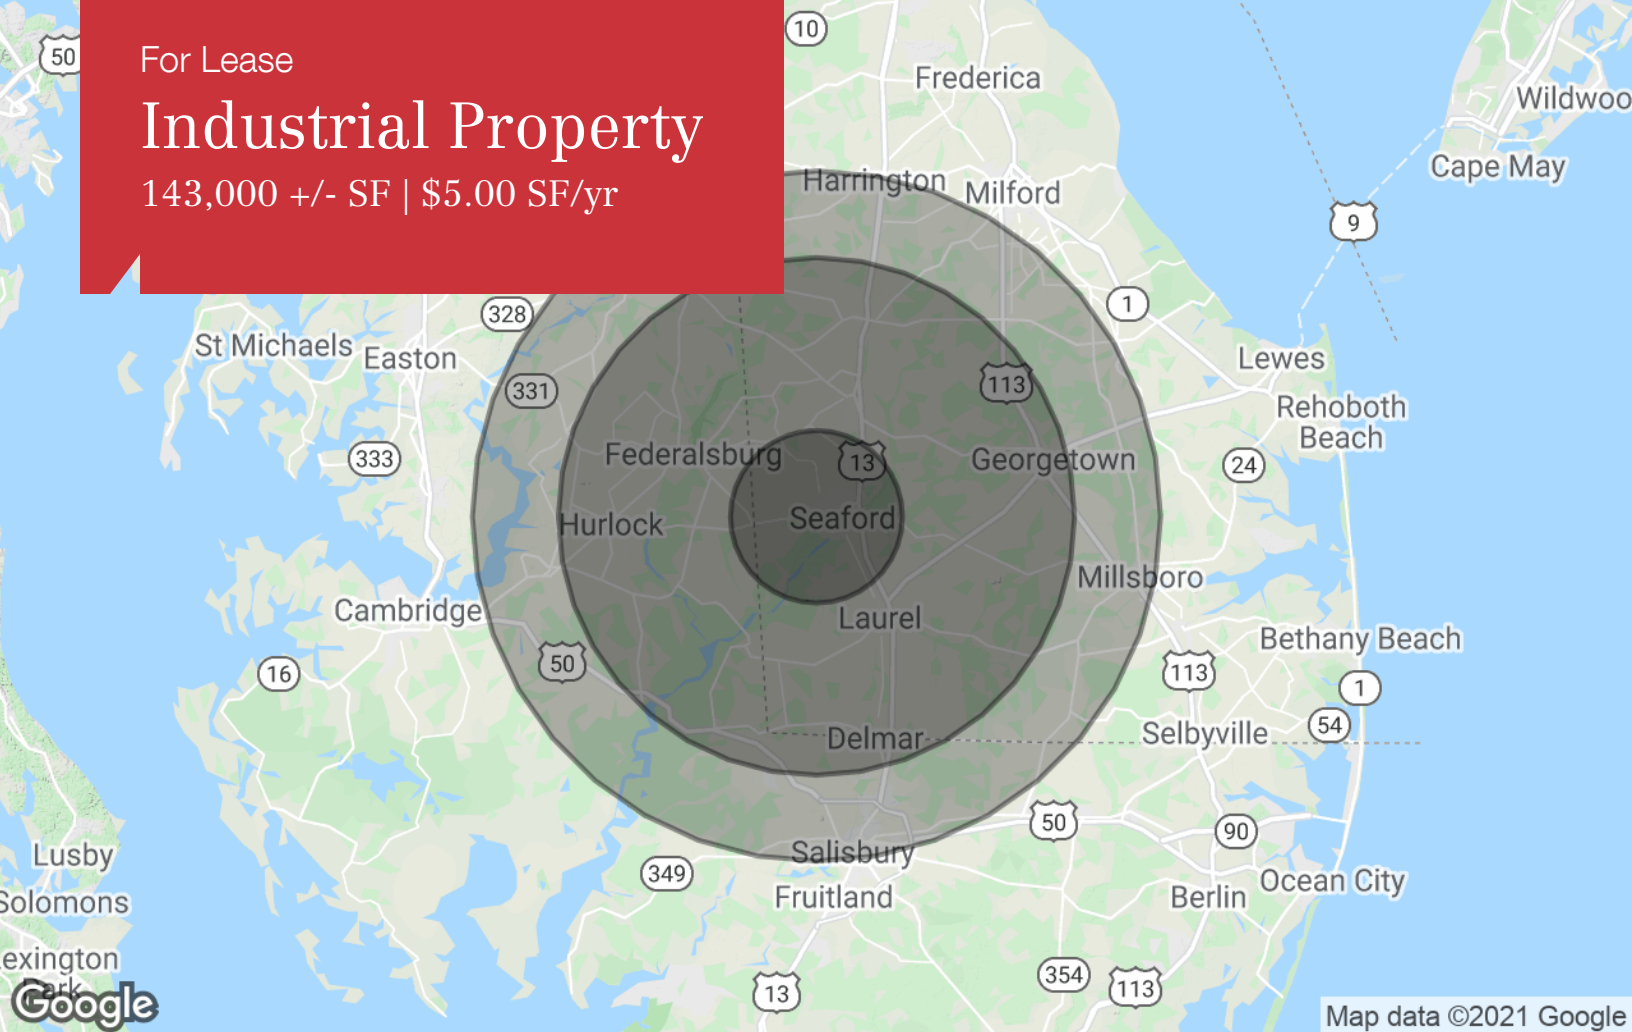 For Lease
Industrial Property
143,000 +/- SF | $5.00 SF/yr
50
10
Frederica
Wildwoo
Cape May
Harrington
Milford
9
1
328
St Michaels
Easton
Lewes
331
113
Rehoboth
Beach
333
Federalsburg
13
Georgetown
24
Hurlock
Seaford
Millsboro
Cambridge
Laurel
Bethany Beach
50
16
113
1
54
Delmar
Selbyville
50
90
Lusby
Salisbury
349
Ocean City
Solomons
Fruitland
Berlin
exington
Park
354
13
113
Google
Map data ©2021 Google